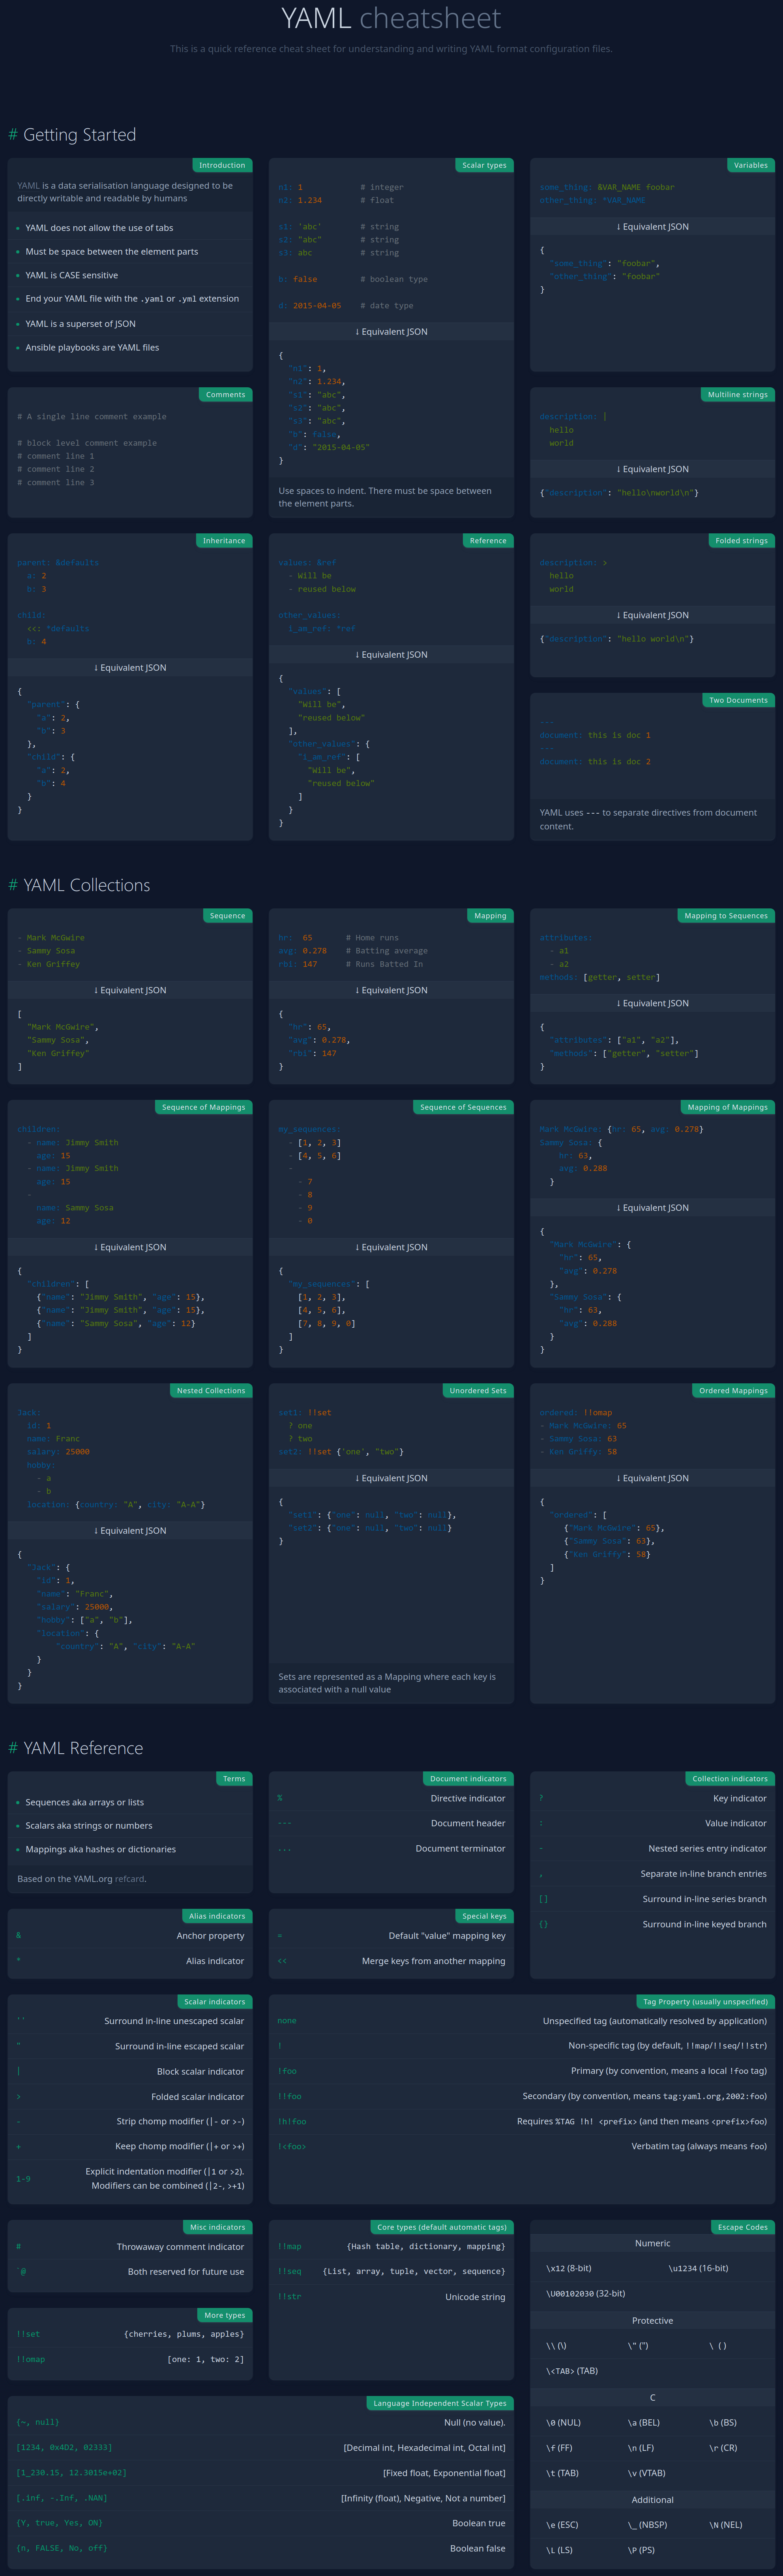 YAML cheatsheet
This is a quick reference cheat sheet for understanding and writing YAML format configuration files.
# Getting Started
Introduction
YAML is a data serialisation language designed to be
directly writable and readable by humans
YAML does not allow the use of tabs
Must be space between the element parts
YAML is CASE sensitive
End your YAML file with the .yaml or .yml extension
YAML is a superset of JSON
Ansible playbooks are YAML files
Scalar types
n1: 1 # integer
n2: 1.234 # float
s1: 'abc' # string
s2: "abc" # string
s3: abc # string
b: false # boolean type
d: 2015-04-05 # date type
↓ Equivalent JSON
{
"n1": 1,
"n2": 1.234,
"s1": "abc",
"s2": "abc",
"s3": "abc",
"b": false,
"d": "2015-04-05"
}
Use spaces to indent. There must be space between
the element parts.
Variables
some_thing: &VAR_NAME foobar
other_thing: *VAR_NAME
↓ Equivalent JSON
{
"some_thing": "foobar",
"other_thing": "foobar"
}
Comments
# A single line comment example
# block level comment example
# comment line 1
# comment line 2
# comment line 3
Multiline strings
description: |
hello
world
↓ Equivalent JSON
{"description": "hello\nworld\n"}
Inheritance
parent: &defaults
a: 2
b: 3
child:
<<: *defaults
b: 4
↓ Equivalent JSON
{
"parent": {
"a": 2,
"b": 3
},
"child": {
"a": 2,
"b": 4
}
}
Reference
values: &ref
- Will be
- reused below
other_values:
i_am_ref: *ref
↓ Equivalent JSON
{
"values": [
"Will be",
"reused below"
],
"other_values": {
"i_am_ref": [
"Will be",
"reused below"
]
}
}
Folded strings
description: >
hello
world
↓ Equivalent JSON
{"description": "hello world\n"}
Two Documents
---
document: this is doc 1
---
document: this is doc 2
YAML uses --- to separate directives from document
content.
# YAML Collections
Sequence
- Mark McGwire
- Sammy Sosa
- Ken Griffey
↓ Equivalent JSON
[
"Mark McGwire",
"Sammy Sosa",
"Ken Griffey"
]
Mapping
hr: 65 # Home runs
avg: 0.278 # Batting average
rbi: 147 # Runs Batted In
↓ Equivalent JSON
{
"hr": 65,
"avg": 0.278,
"rbi": 147
}
Mapping to Sequences
attributes:
- a1
- a2
methods: [getter, setter]
↓ Equivalent JSON
{
"attributes": ["a1", "a2"],
"methods": ["getter", "setter"]
}
Sequence of Mappings
children:
- name: Jimmy Smith
age: 15
- name: Jimmy Smith
age: 15
-
name: Sammy Sosa
age: 12
↓ Equivalent JSON
{
"children": [
{"name": "Jimmy Smith", "age": 15},
{"name": "Jimmy Smith", "age": 15},
{"name": "Sammy Sosa", "age": 12}
]
}
Sequence of Sequences
my_sequences:
- [1, 2, 3]
- [4, 5, 6]
-
- 7
- 8
- 9
- 0
↓ Equivalent JSON
{
"my_sequences": [
[1, 2, 3],
[4, 5, 6],
[7, 8, 9, 0]
]
}
Mapping of Mappings
Mark McGwire: {hr: 65, avg: 0.278}
Sammy Sosa: {
hr: 63,
avg: 0.288
}
↓ Equivalent JSON
{
"Mark McGwire": {
"hr": 65,
"avg": 0.278
},
"Sammy Sosa": {
"hr": 63,
"avg": 0.288
}
}
Nested Collections
Jack:
id: 1
name: Franc
salary: 25000
hobby:
- a
- b
location: {country: "A", city: "A-A"}
↓ Equivalent JSON
{
"Jack": {
"id": 1,
"name": "Franc",
"salary": 25000,
"hobby": ["a", "b"],
"location": {
"country": "A", "city": "A-A"
}
}
}
Unordered Sets
set1: !!set
? one
? two
set2: !!set {'one', "two"}
↓ Equivalent JSON
{
"set1": {"one": null, "two": null},
"set2": {"one": null, "two": null}
}
Sets are represented as a Mapping where each key is
associated with a null value
Ordered Mappings
ordered: !!omap
- Mark McGwire: 65
- Sammy Sosa: 63
- Ken Griffy: 58
↓ Equivalent JSON
{
"ordered": [
{"Mark McGwire": 65},
{"Sammy Sosa": 63},
{"Ken Griffy": 58}
]
}
# YAML Reference
Terms
Sequences aka arrays or lists
Scalars aka strings or numbers
Mappings aka hashes or dictionaries
Based on the YAML.org refcard.
Document indicators
% Directive indicator
--- Document header
... Document terminator
Collection indicators
? Key indicator
: Value indicator
- Nested series entry indicator
, Separate in-line branch entries
[] Surround in-line series branch
{} Surround in-line keyed branch
Alias indicators
& Anchor property
* Alias indicator
Special keys
= Default "value" mapping key
<< Merge keys from another mapping
Scalar indicators
'' Surround in-line unescaped scalar
" Surround in-line escaped scalar
| Block scalar indicator
> Folded scalar indicator
- Strip chomp modifier (|- or >-)
+ Keep chomp modifier (|+ or >+)
1-9 Explicit indentation modifier (|1 or >2).
Modifiers can be combined (|2-, >+1)
Tag Property (usually unspecified)
none Unspecified tag (automatically resolved by application)
! Non-specific tag (by default, !!map/!!seq/!!str)
!foo Primary (by convention, means a local !foo tag)
!!foo Secondary (by convention, means tag:yaml.org,2002:foo)
!h!foo Requires %TAG !h! <prefix> (and then means <prefix>foo)
!<foo> Verbatim tag (always means foo)
Misc indicators
# Throwaway comment indicator
`@ Both reserved for future use
Core types (default automatic tags)
!!map {Hash table, dictionary, mapping}
!!seq {List, array, tuple, vector, sequence}
!!str Unicode string
Escape Codes
Numeric
\x12 (8-bit) \u1234 (16-bit)
\U00102030 (32-bit)
Protective
\\ (\) \" (") \ ( )
\<TAB> (TAB)
C
\0 (NUL) \a (BEL) \b (BS)
\f (FF) \n (LF) \r (CR)
\t (TAB) \v (VTAB)
Additional
\e (ESC) \_ (NBSP) \N (NEL)
\L (LS) \P (PS)
More types
!!set {cherries, plums, apples}
!!omap [one: 1, two: 2]
Language Independent Scalar Types
{~, null} Null (no value).
[1234, 0x4D2, 02333] [Decimal int, Hexadecimal int, Octal int]
[1_230.15, 12.3015e+02] [Fixed float, Exponential float]
[.inf, -.Inf, .NAN] [Infinity (float), Negative, Not a number]
{Y, true, Yes, ON} Boolean true
{n, FALSE, No, off} Boolean false